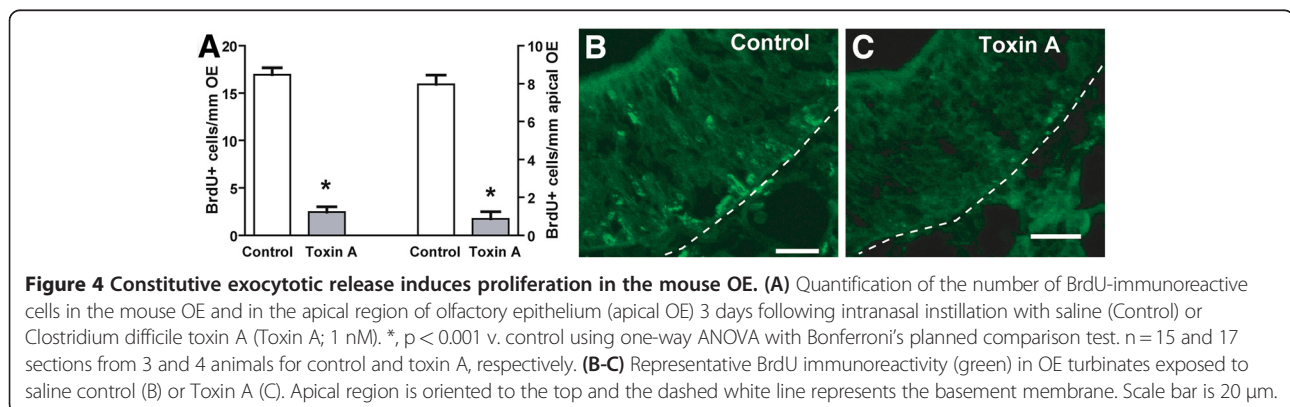 A
B
Control
C
Toxin A
20
15
10
5
0
BrdU+ cells/mm OE
10
8
6
4
2
0
BrdU+ cells/mm apical OE
*
*
Control
Toxin A
Control
Toxin A
Figure 4 Constitutive exocytotic release induces proliferation in the mouse OE. (A) Quantification of the number of BrdU-immunoreactive
cells in the mouse OE and in the apical region of olfactory epithelium (apical OE) 3 days following intranasal instillation with saline (Control) or
Clostridium difficile toxin A (Toxin A; 1 nM). *, p < 0.001 v. control using one-way ANOVA with Bonferroni's planned comparison test. n = 15 and 17
sections from 3 and 4 animals for control and toxin A, respectively. (B-C) Representative BrdU immunoreactivity (green) in OE turbinates exposed to
saline control (B) or Toxin A (C). Apical region is oriented to the top and the dashed white line represents the basement membrane. Scale bar is 20 μm.